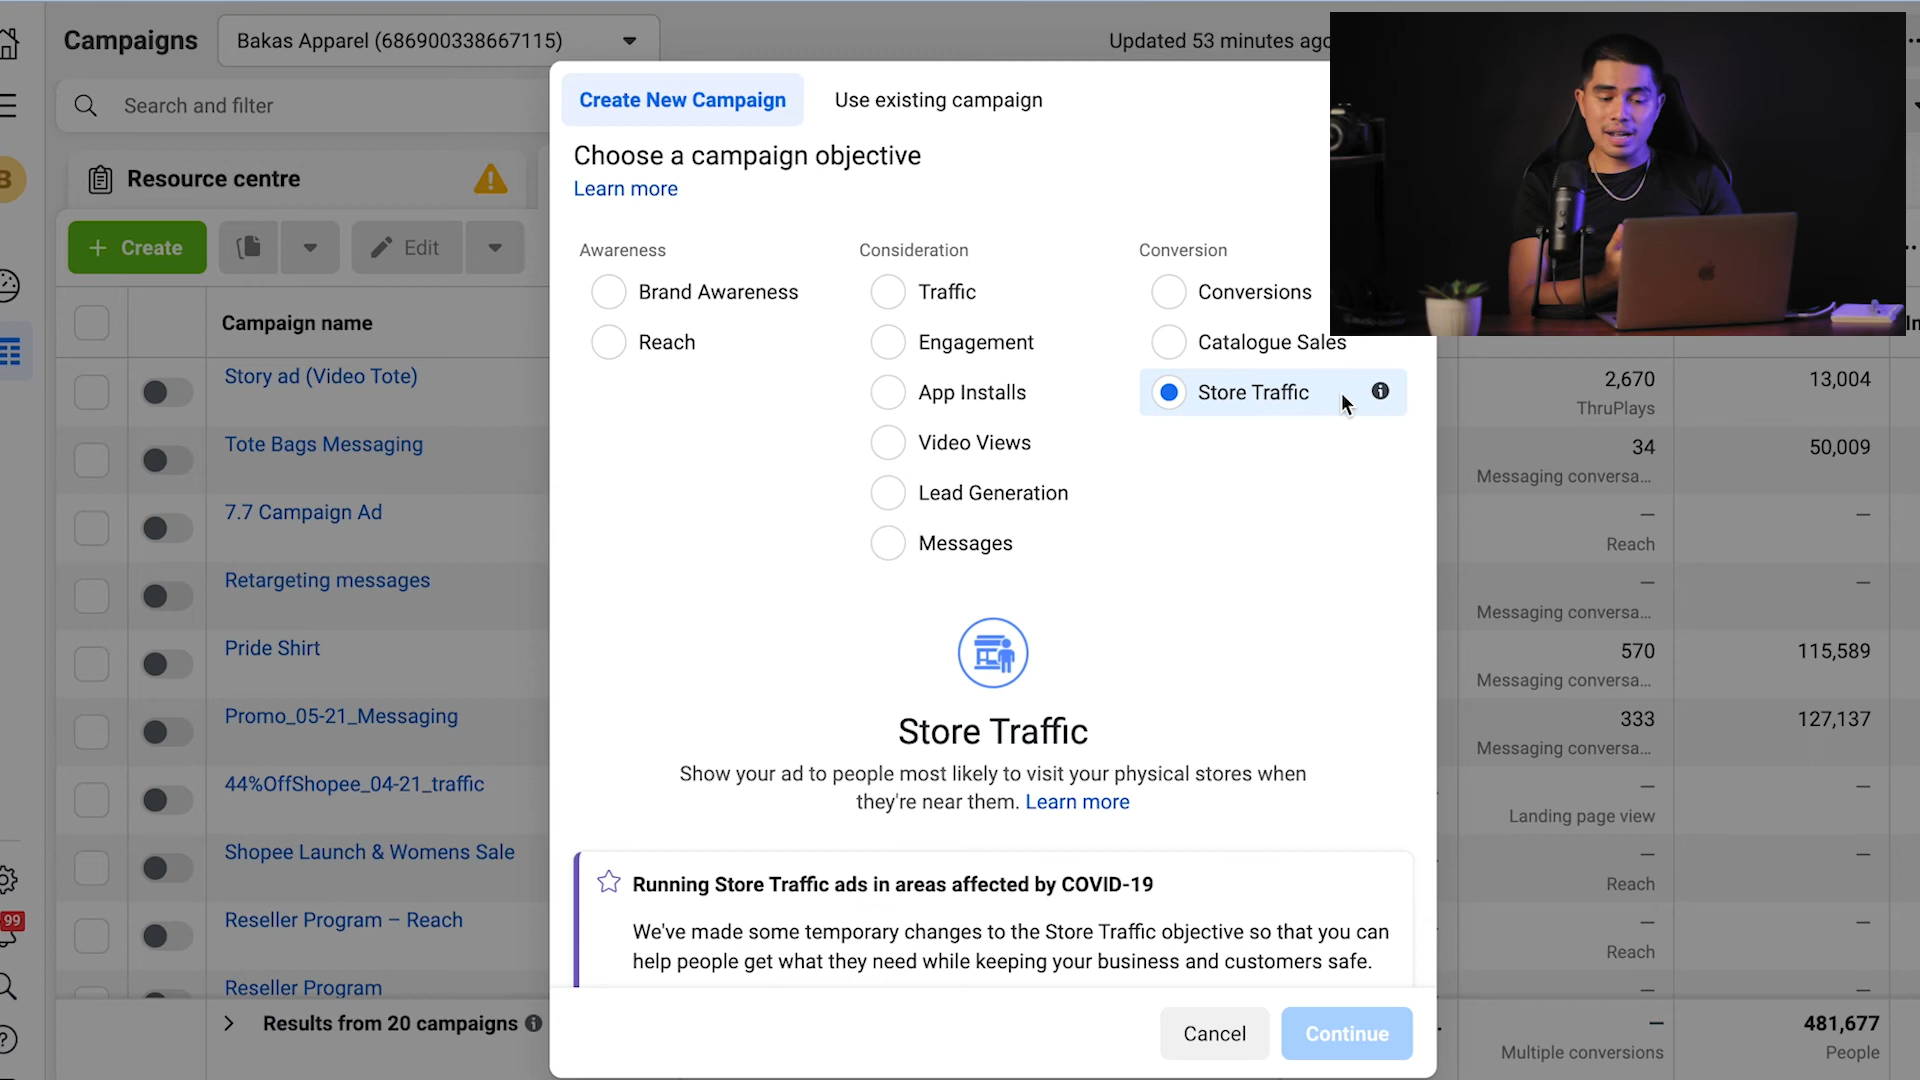 Campaigns
Bakas Apparel (686900338667115)
Updated 53 minutes ago
Search and filter
B
Resource centre
+ Create
Edit
Campaign name
Story ad (Video Tote)
Tote Bags Messaging
7.7 Campaign Ad
Retargeting messages
Pride Shirt
Promo_05-21_Messaging
44%OffShopee_04-21_traffic
Shopee Launch & Womens Sale
Reseller Program – Reach
Reseller Program
Results from 20 campaigns
99
Create New Campaign
Use existing campaign
Choose a campaign objective
Learn more
Awareness
Brand Awareness
Reach
Consideration
Traffic
Engagement
App Installs
Video Views
Lead Generation
Messages
Conversion
Conversions
Catalogue Sales
Store Traffic
Store Traffic
Show your ad to people most likely to visit your physical stores when
they're near them. Learn more
Running Store Traffic ads in areas affected by COVID-19
We've made some temporary changes to the Store Traffic objective so that you can
help people get what they need while keeping your business and customers safe.
Cancel
Continue
2,670
13,004
ThruPlays
34
50,009
Messaging conversa...
—
—
Reach
—
—
Messaging conversa...
570
115,589
Messaging conversa...
333
127,137
Messaging conversa...
—
—
Landing page view
—
—
Reach
—
—
Reach
—
—
—
481,677
Multiple conversions
People